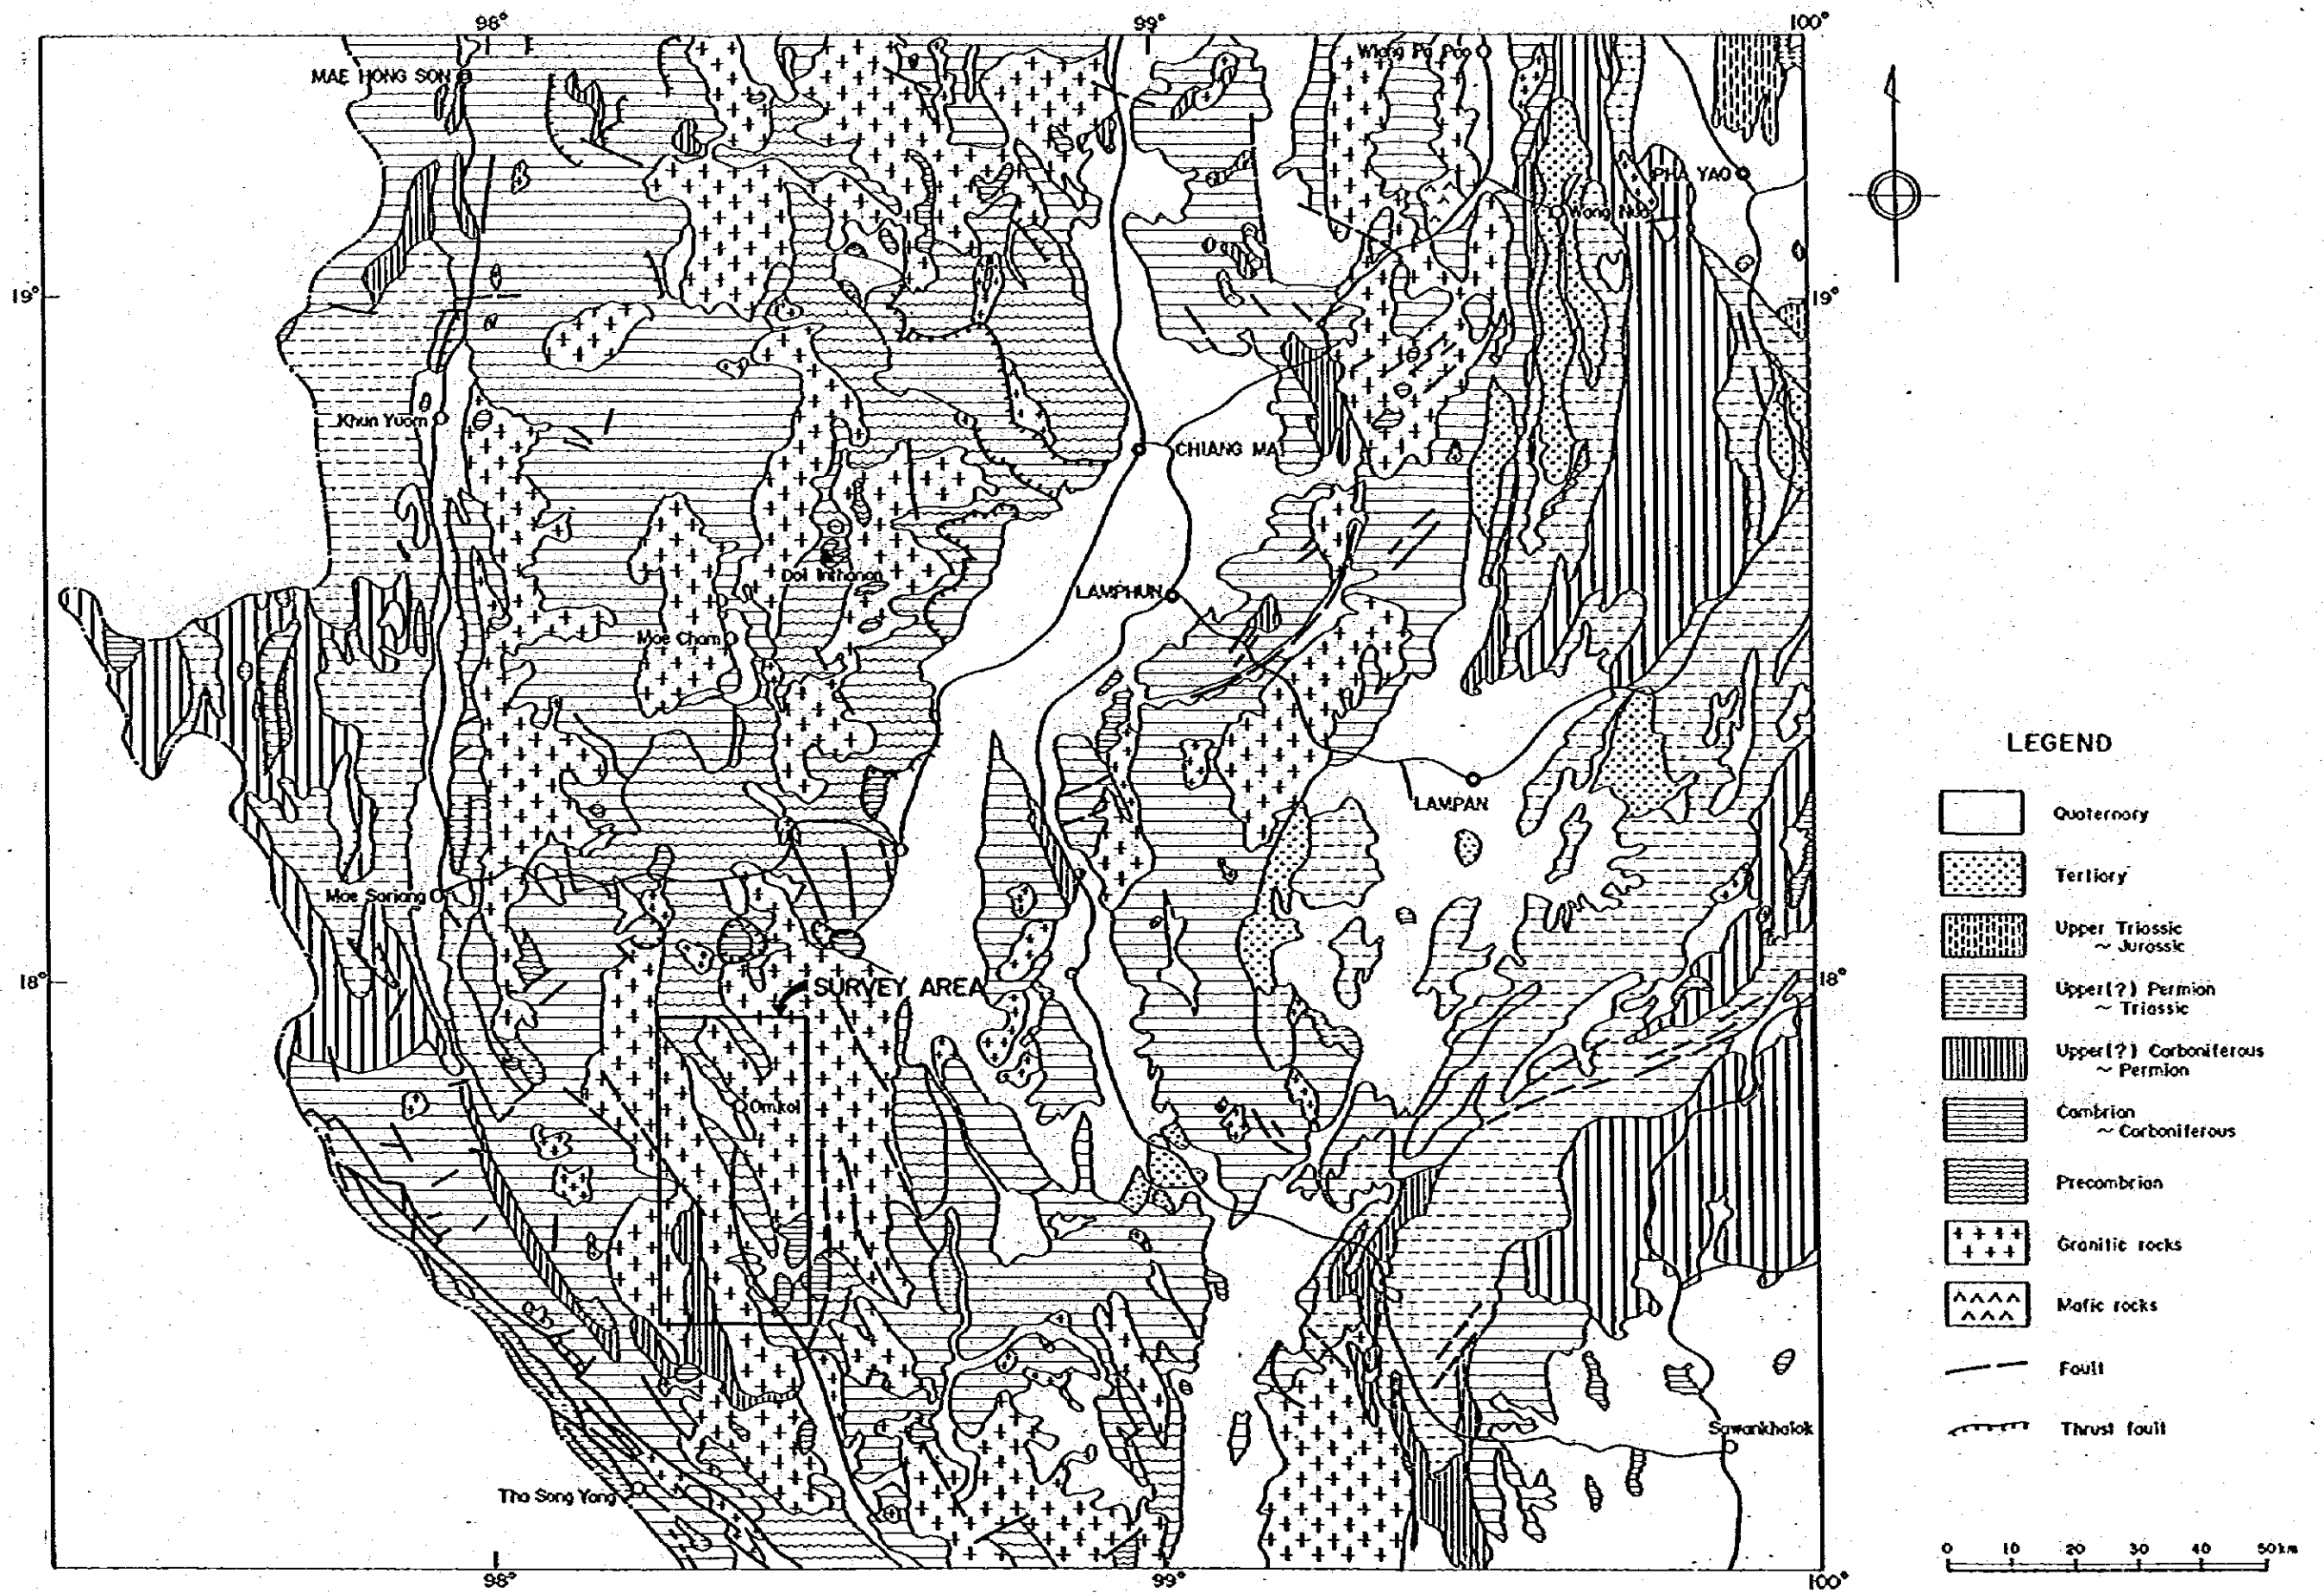 98°
99°
100°
MAE HONG SON
Wiang Pa Pao
PHA YAO
Wang Nua
19°
19°
Khun Yuam
CHIANG MAI
Doi Inthanon
LAMPHUN
Mae Cham
LAMPAN
Mae Sariang
18°
SURVEY AREA
18°
Omkoi
Sawankhalok
Tha Song Yang
98°
99°
100°
LEGEND
Quaternary
Tertiary
Upper Triassic
~ Jurassic
Upper(?) Permian
~ Triassic
Upper(?) Carboniferous
~ Permian
Cambrian
~ Carboniferous
Precambrian
Granitic rocks
Mafic rocks
Fault
Thrust fault
0 10 20 30 40 50km